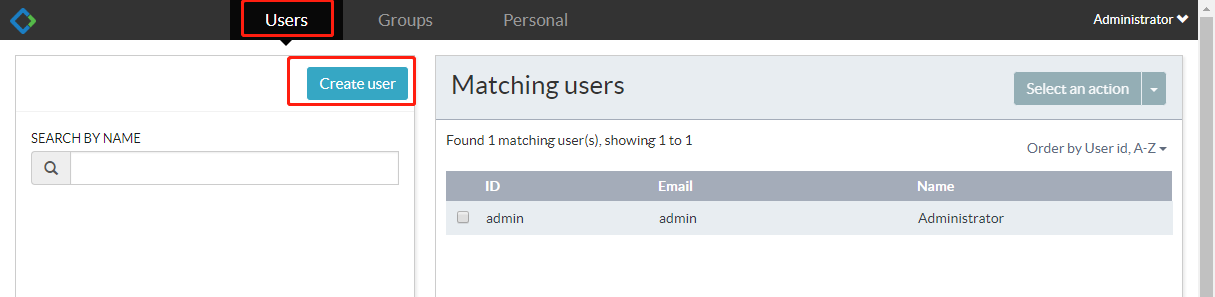 Users Groups Personal Administrator
Create user
SEARCH BY NAME
Matching users
Select an action
Found 1 matching user(s), showing 1 to 1
Order by User id, A-Z
ID Email Name
admin admin Administrator